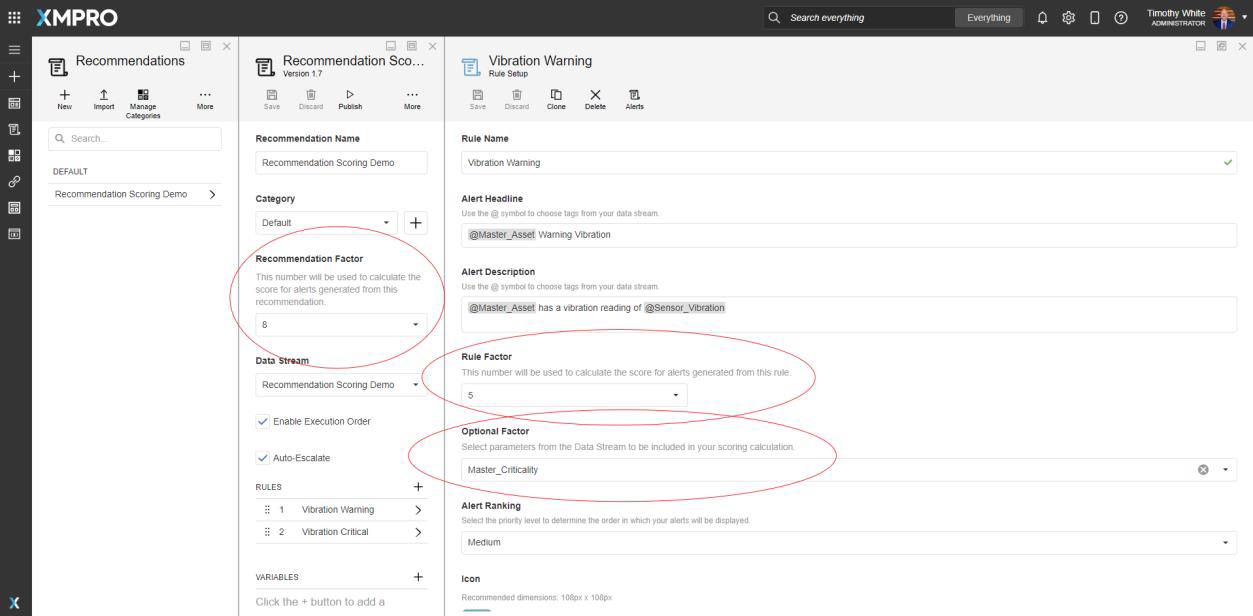 XMPRO
Search everything
Everything
Timothy White
ADMINISTRATOR
Recommendations
New
Import
Manage
Categories
More
Search...
DEFAULT
Recommendation Scoring Demo
Recommendation Sco...
Version 1.7
Save
Discard
Publish
More
Recommendation Name
Recommendation Scoring Demo
Category
Default
Recommendation Factor
This number will be used to calculate the
score for alerts generated from this
recommendation.
8
Data Stream
Recommendation Scoring Demo
Enable Execution Order
Auto-Escalate
RULES
1 Vibration Warning
2 Vibration Critical
VARIABLES
Click the + button to add a
Vibration Warning
Rule Setup
Save
Discard
Clone
Delete
Alerts
Rule Name
Vibration Warning
Alert Headline
Use the @ symbol to choose tags from your data stream.
@Master_Asset Warning Vibration
Alert Description
Use the @ symbol to choose tags from your data stream.
@Master_Asset has a vibration reading of @Sensor_Vibration
Rule Factor
This number will be used to calculate the score for alerts generated from this rule.
5
Optional Factor
Select parameters from the Data Stream to be included in your scoring calculation.
Master_Criticality
Alert Ranking
Select the priority level to determine the order in which your alerts will be displayed.
Medium
Icon
Recommended dimensions: 108px x 108px